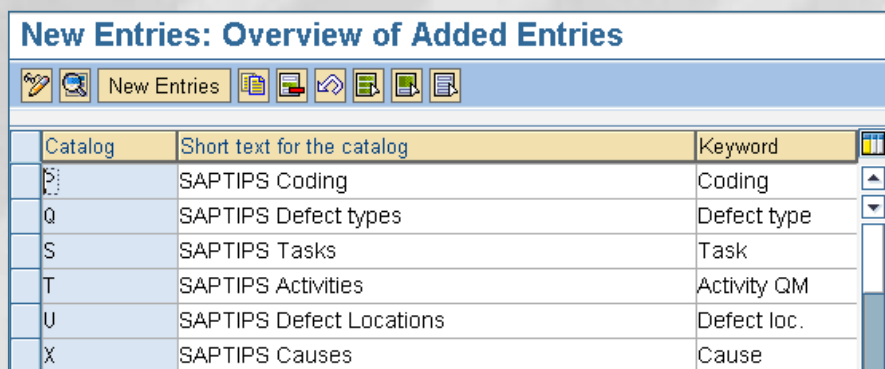 New Entries: Overview of Added Entries
New Entries
Catalog Short text for the catalog Keyword
P SAPTIPS Coding Coding
Q SAPTIPS Defect types Defect type
S SAPTIPS Tasks Task
T SAPTIPS Activities Activity QM
U SAPTIPS Defect Locations Defect loc.
X SAPTIPS Causes Cause